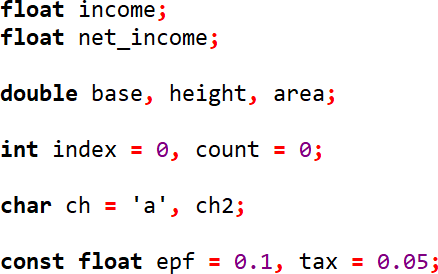 float income;
float net_income;
double base, height, area;
int index = 0, count = 0;
char ch = 'a', ch2;
const float epf = 0.1, tax = 0.05;